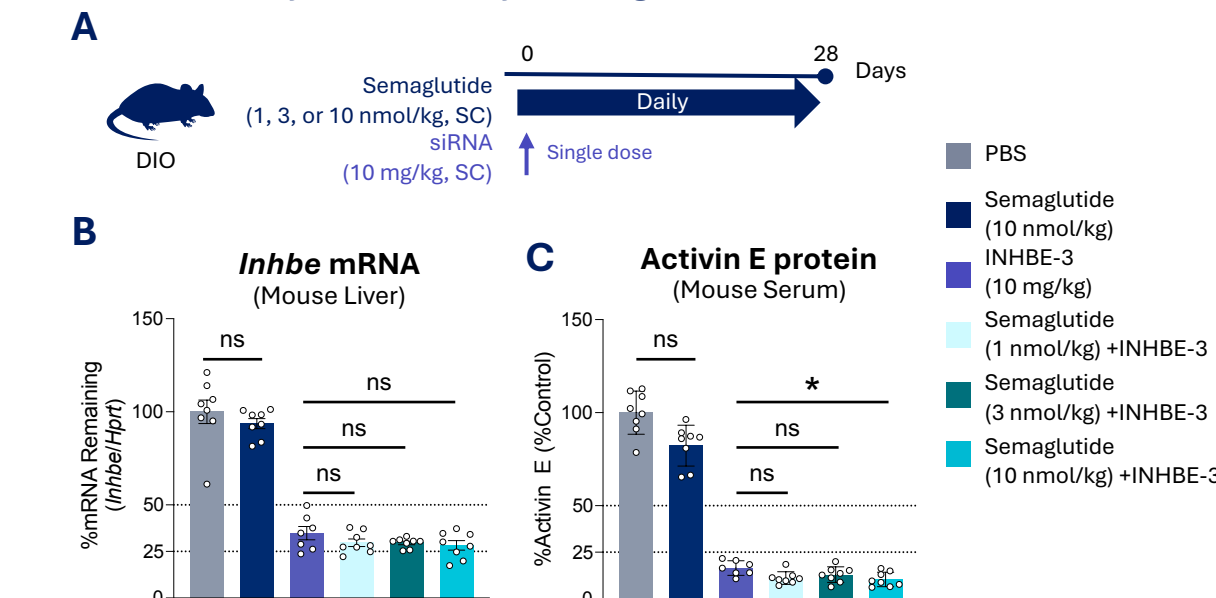 A
0
28
Days
Semaglutide
(1, 3, or 10 nmol/kg, SC)
Daily
siRNA
(10 mg/kg, SC)
Single dose
DIO
PBS
Semaglutide
(10 nmol/kg)
INHBE-3
(10 mg/kg)
Semaglutide
(1 nmol/kg) +INHBE-3
Semaglutide
(3 nmol/kg) +INHBE-3
Semaglutide
(10 nmol/kg) +INHBE-3
B
Inhbe mRNA
(Mouse Liver)
%mRNA Remaining
(Inhbe/Hprt)
150
100
50
25
0
ns
ns
ns
ns
C
Activin E protein
(Mouse Serum)
%Activin E (%Control)
150
100
50
25
0
ns
*
ns
ns